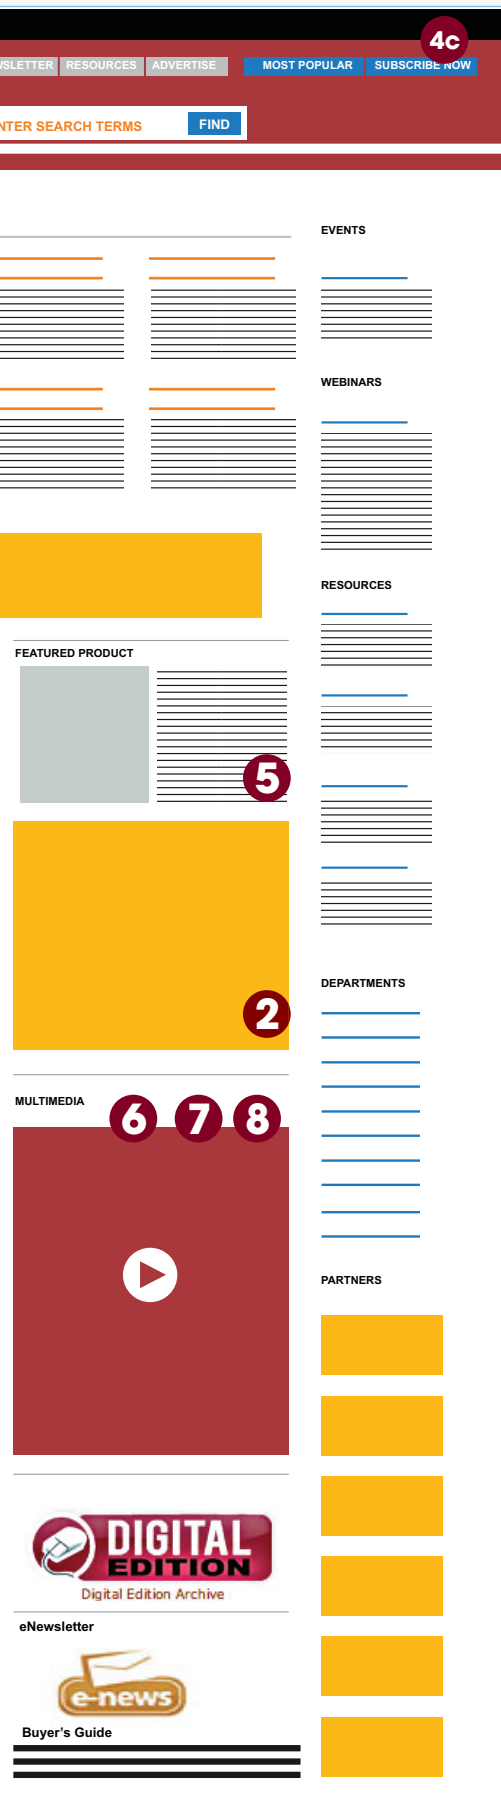 4c
WSLETTER RESOURCES ADVERTISE MOST POPULAR SUBSCRIBE NOW
NTER SEARCH TERMS FIND
EVENTS
WEBINARS
RESOURCES
FEATURED PRODUCT
5
2
DEPARTMENTS
MULTIMEDIA 6 7 8
PARTNERS
DIGITAL
EDITION
Digital Edition Archive
eNewsletter
e-news
Buyer's Guide